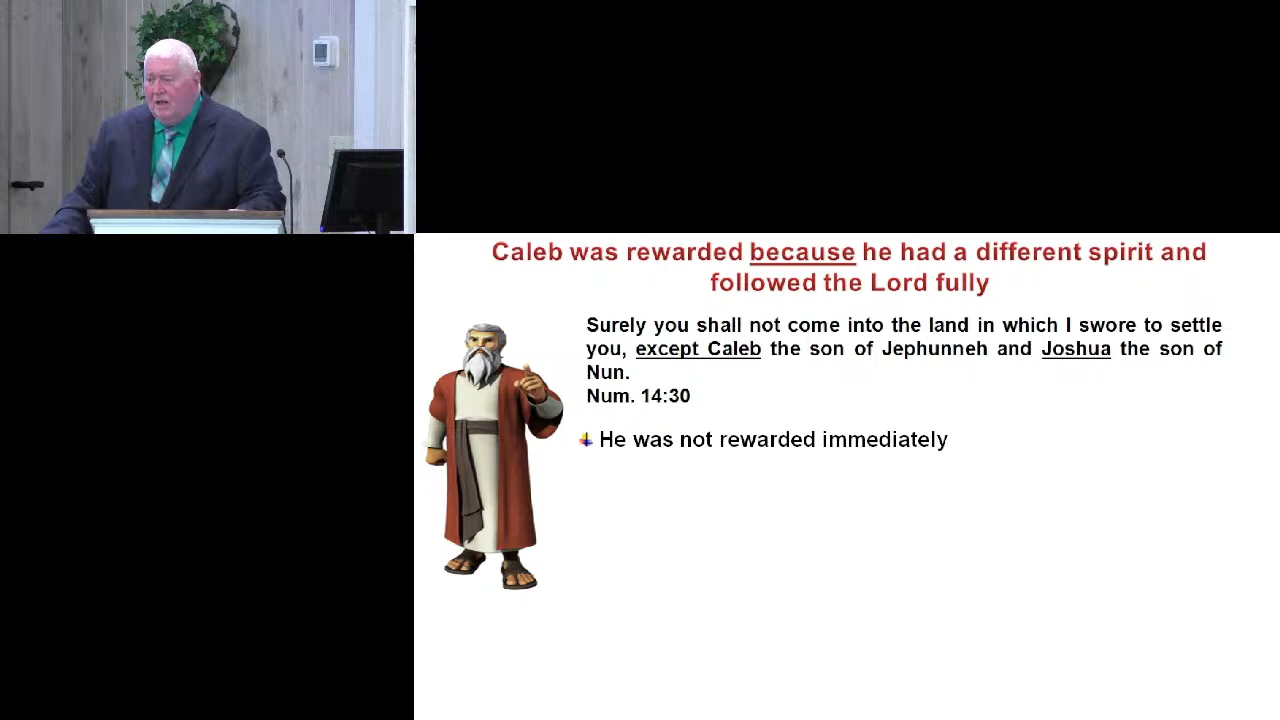 Caleb was rewarded because he had a different spirit and
followed the Lord fully
Surely you shall not come into the land in which I swore to settle
you, except Caleb the son of Jephunneh and Joshua the son of
Nun.
Num. 14:30
He was not rewarded immediately